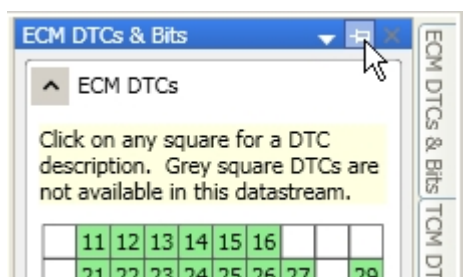 ECM DTCs & Bits
ECM DTCs
Click on any square for a DTC
description. Grey square DTCs are
not available in this datastream.
11 12 13 14 15 16
21 22 23 24 25 26 27 29
ECM DTCs & Bits
TCM DT